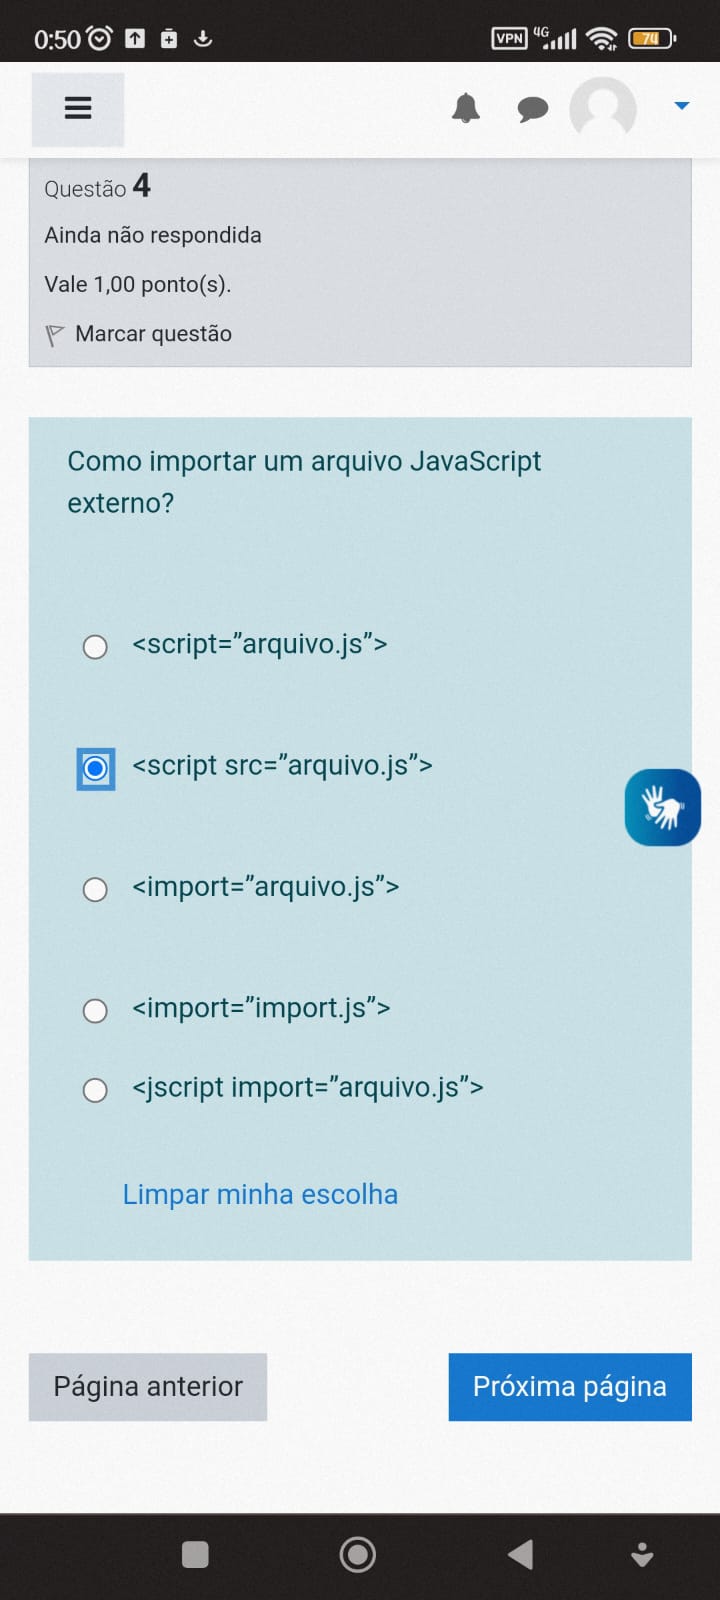 0:50
VPN 4G 74
Questão 4
Ainda não respondida
Vale 1,00 ponto(s).
Marcar questão
Como importar um arquivo JavaScript
externo?
<script=”arquivo.js”>
<script src=”arquivo.js”>
<import=”arquivo.js”>
<import=”import.js”>
<jscript import=”arquivo.js”>
Limpar minha escolha
Página anterior
Próxima página